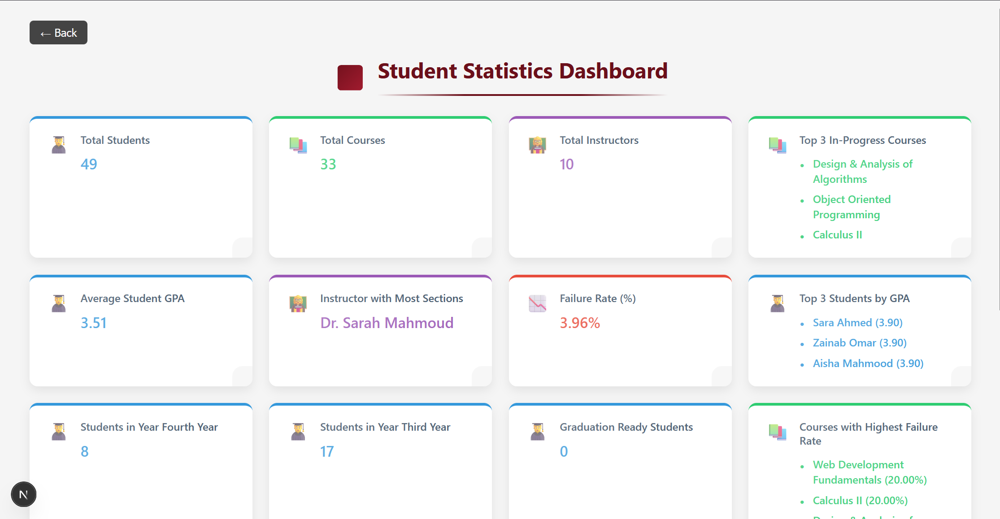 ← Back
Student Statistics Dashboard
Total Students
49
Total Courses
33
Total Instructors
10
Top 3 In-Progress Courses
• Design & Analysis of
Algorithms
• Object Oriented
Programming
• Calculus II
Average Student GPA
3.51
Instructor with Most Sections
Dr. Sarah Mahmoud
Failure Rate (%)
3.96%
Top 3 Students by GPA
• Sara Ahmed (3.90)
• Zainab Omar (3.90)
• Aisha Mahmood (3.90)
Students in Year Fourth Year
8
Students in Year Third Year
17
Graduation Ready Students
0
Courses with Highest Failure
Rate
• Web Development
Fundamentals (20.00%)
• Calculus II (20.00%)
N